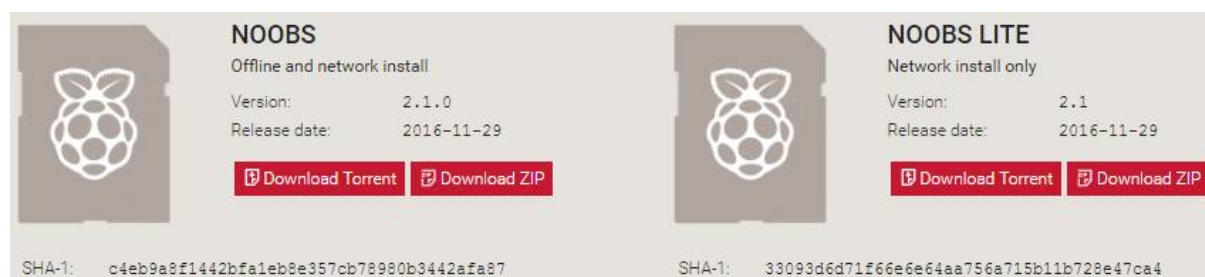 NOOBS
Offline and network install
Version: 2.1.0
Release date: 2016-11-29
Download Torrent Download ZIP
SHA-1: c4eb9a8f1442bfa1eb8e357cb78980b3442afa87
NOOBS LITE
Network install only
Version: 2.1
Release date: 2016-11-29
Download Torrent Download ZIP
SHA-1: 33093d6d71f66e6e64aa756a715b11b728e47ca4